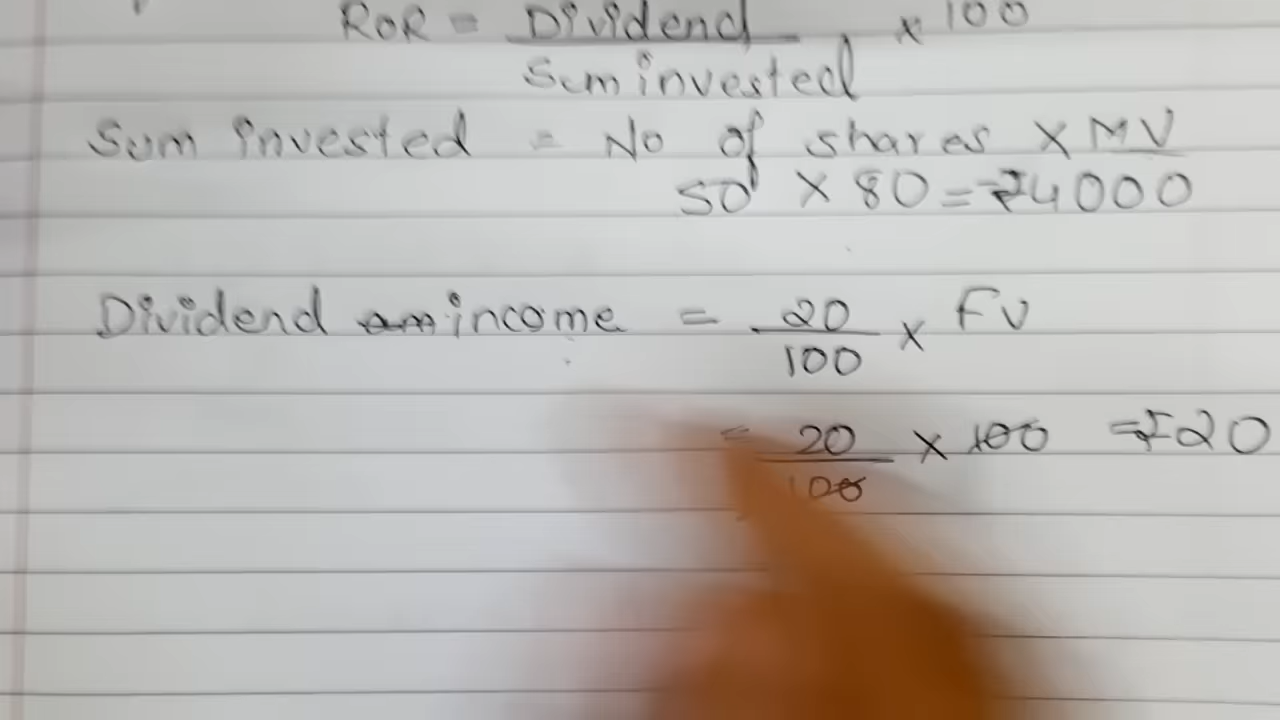 RoR = Dividend / Sum invested × 100
Sum invested = No of shares × MV
50 × 80 = ₹4000
Dividend am income = 20/100 × FV
= 20/100 × 100 = ₹20